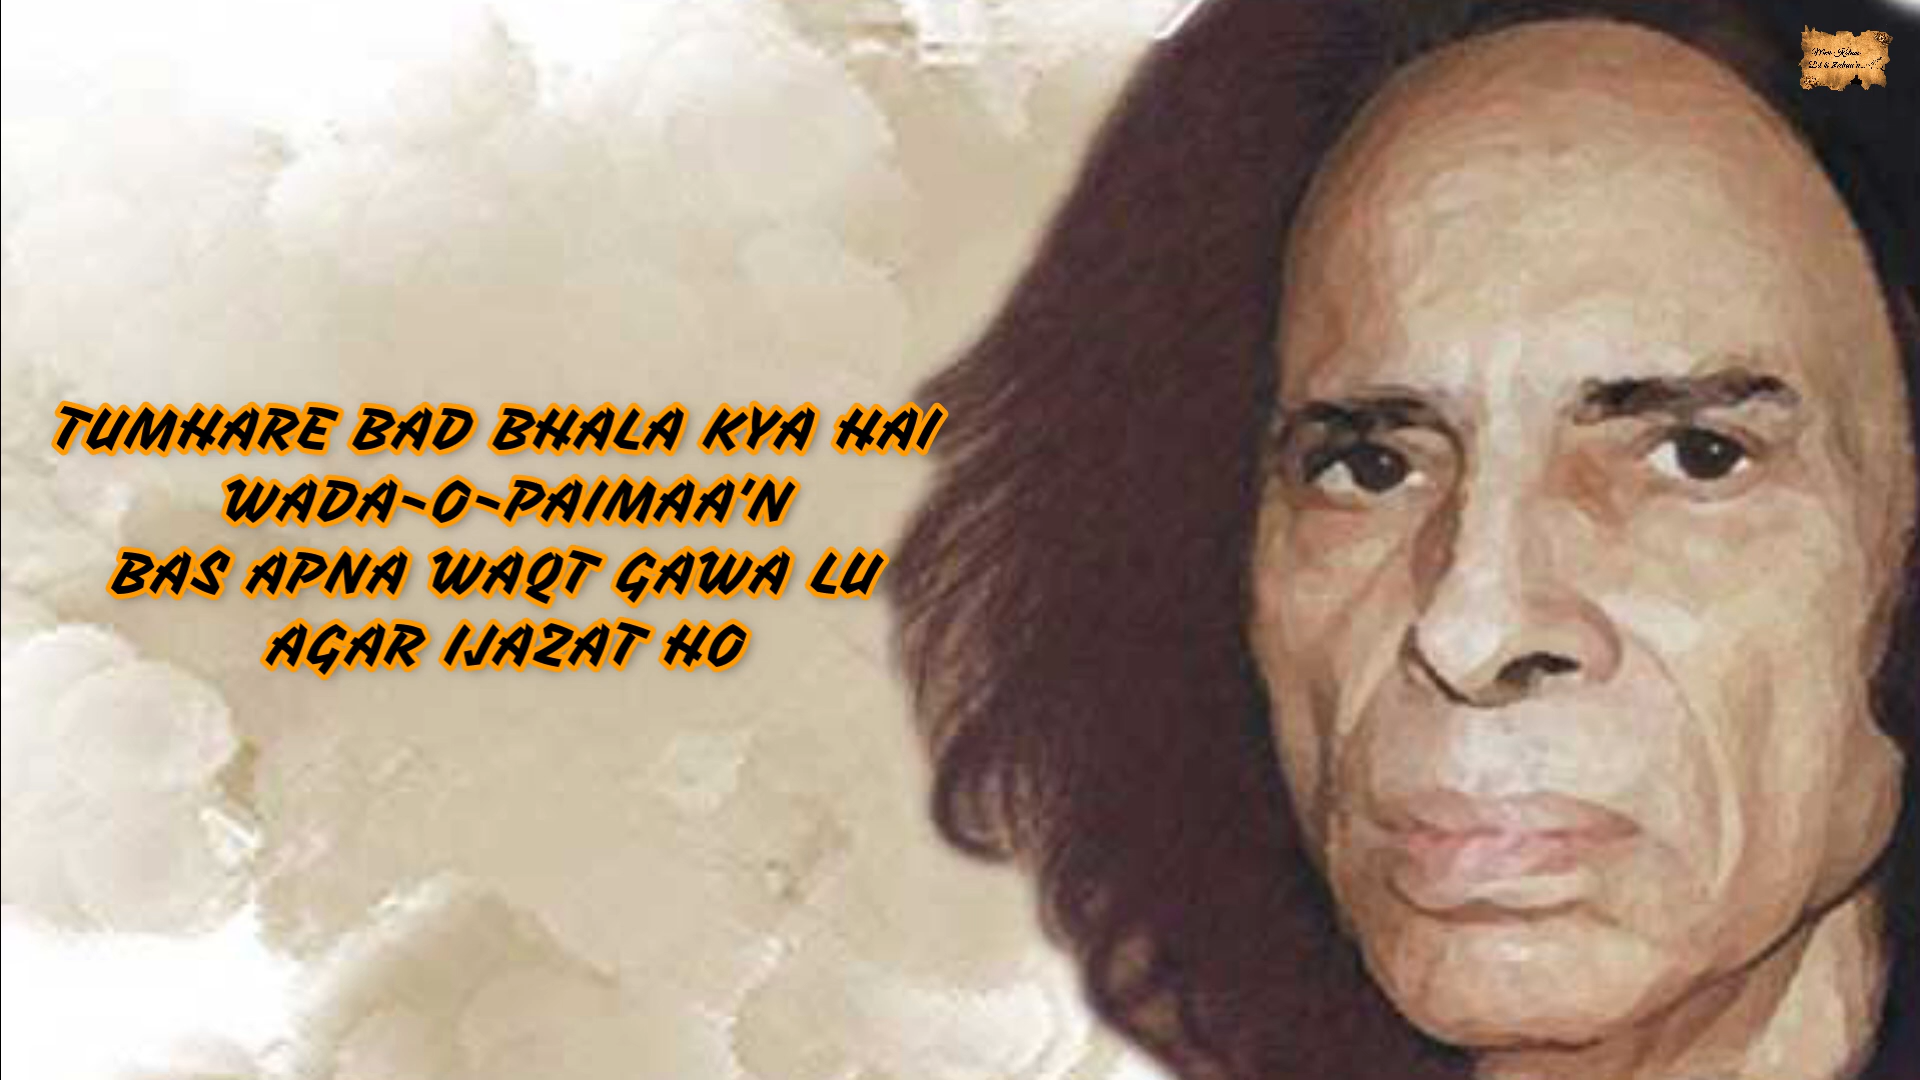 TUMHARE BAD BHALA KYA HAI
WADA-O-PAIMAA'N
BAS APNA WAQT GAWA LU
AGAR IJAZAT HO